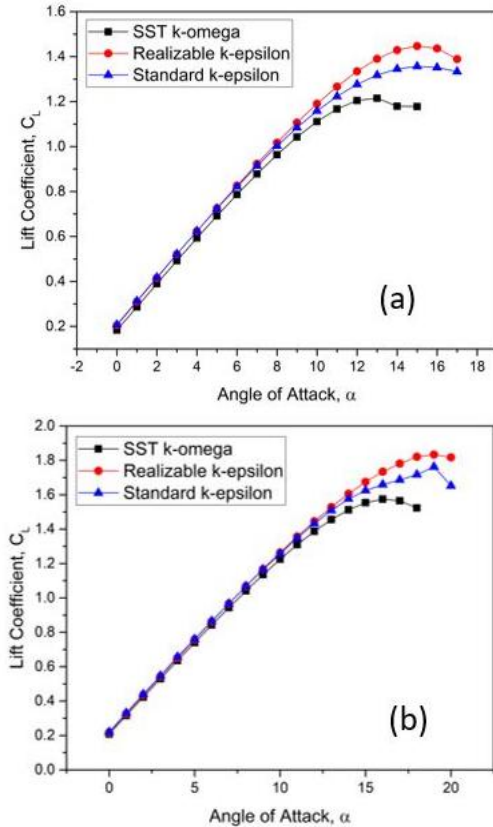 SST k-omega
Realizable k-epsilon
Standard k-epsilon
Lift Coefficient, C_L
1.6
1.4
1.2
1.0
0.8
0.6
0.4
0.2
(a)
-2 0 2 4 6 8 10 12 14 16 18
Angle of Attack, α
SST k-omega
Realizable k-epsilon
Standard k-epsilon
Lift Coefficient, C_L
2.0
1.8
1.6
1.4
1.2
1.0
0.8
0.6
0.4
0.2
0.0
(b)
0 5 10 15 20
Angle of Attack, α